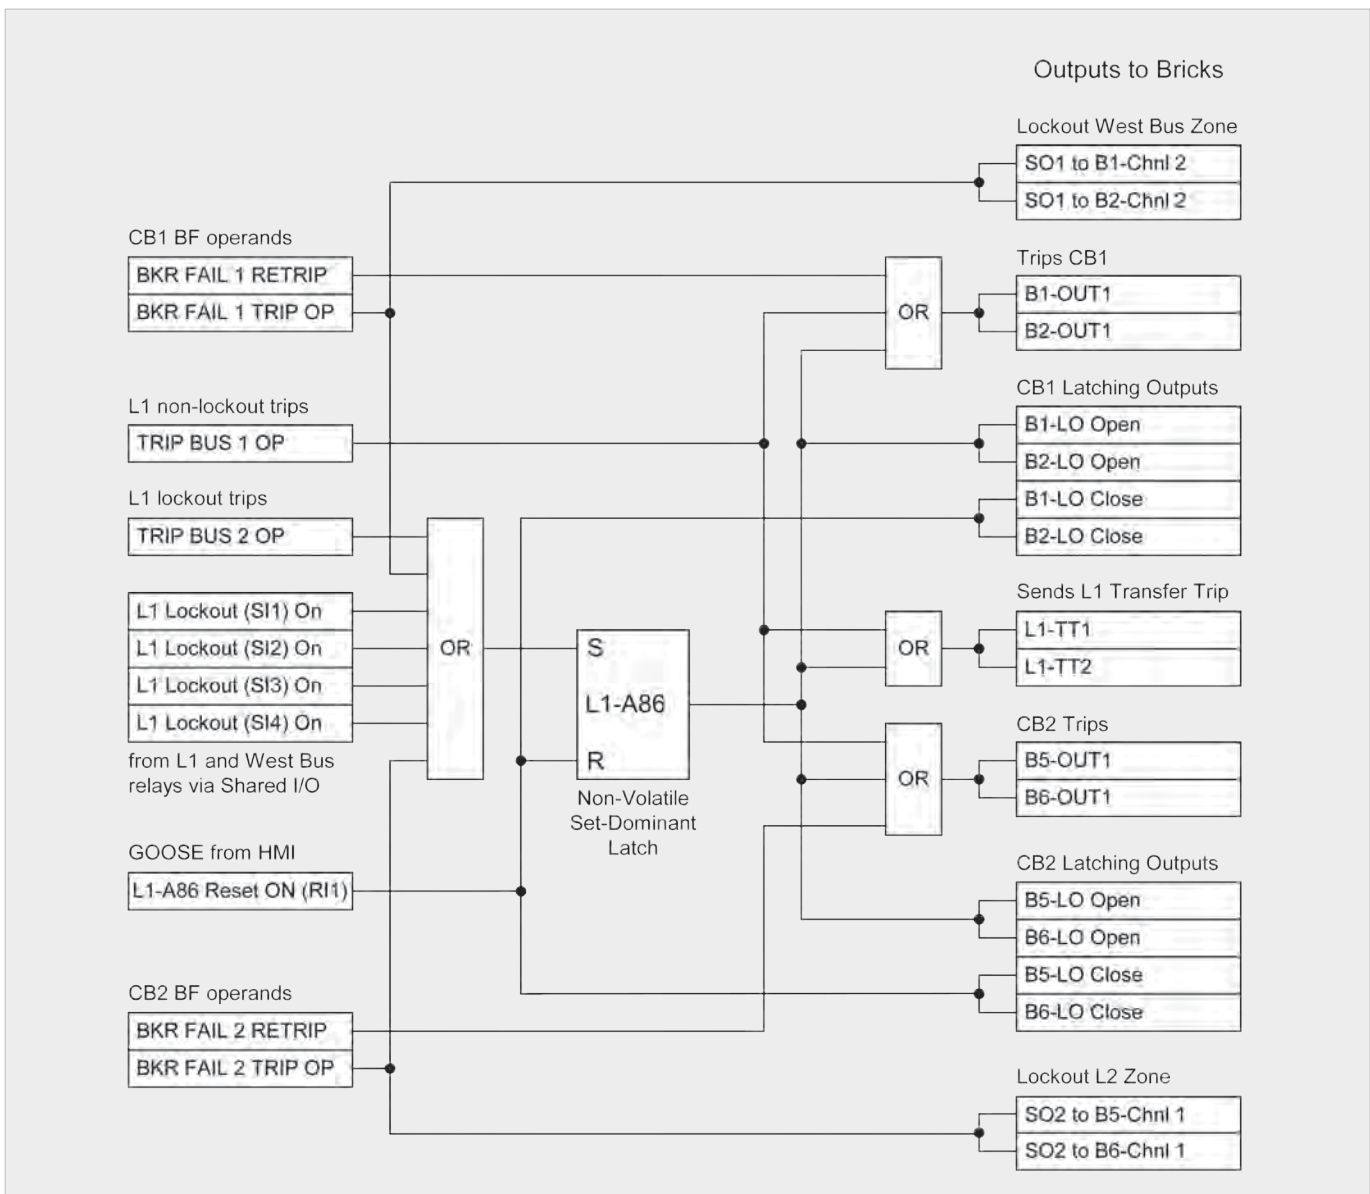 Outputs to Bricks
Lockout West Bus Zone
SO1 to B1-Chnl 2
SO1 to B2-Chnl 2
CB1 BF operands
BKR FAIL 1 RETRIP
BKR FAIL 1 TRIP OP
OR
Trips CB1
B1-OUT1
B2-OUT1
L1 non-lockout trips
TRIP BUS 1 OP
CB1 Latching Outputs
B1-LO Open
B2-LO Open
B1-LO Close
B2-LO Close
L1 lockout trips
TRIP BUS 2 OP
L1 Lockout (SI1) On
L1 Lockout (SI2) On
L1 Lockout (SI3) On
L1 Lockout (SI4) On
from L1 and West Bus
relays via Shared I/O
OR
S
L1-A86
R
Non-Volatile
Set-Dominant
Latch
OR
Sends L1 Transfer Trip
L1-TT1
L1-TT2
OR
CB2 Trips
B5-OUT1
B6-OUT1
GOOSE from HMI
L1-A86 Reset ON (RI1)
CB2 Latching Outputs
B5-LO Open
B6-LO Open
B5-LO Close
B6-LO Close
CB2 BF operands
BKR FAIL 2 RETRIP
BKR FAIL 2 TRIP OP
Lockout L2 Zone
SO2 to B5-Chnl 1
SO2 to B6-Chnl 1